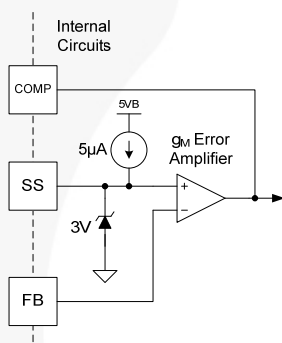 Internal
Circuits
COMP
5VB
5µA
gM Error
Amplifier
SS
+
−
3V
FB